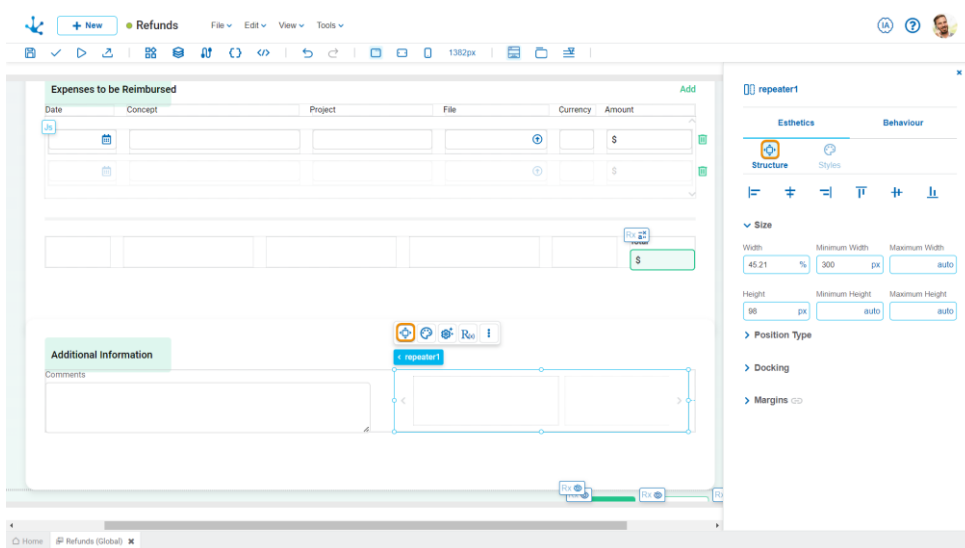 + New
Refunds
File
Edit
View
Tools
IA
?
1382px
Expenses to be Reimbursed
Add
Date
Concept
Project
File
Currency
Amount
Js
$
$
Rx
$
Additional Information
Comments
R(x)
repeater1
Rx
Rx
repeater1
Esthetics
Behaviour
Structure
Styles
Size
Width
Minimum Width
Maximum Width
45.21 %
300 px
auto
Height
Minimum Height
Maximum Height
98 px
auto
auto
Position Type
Docking
Margins
Home
Refunds (Global)